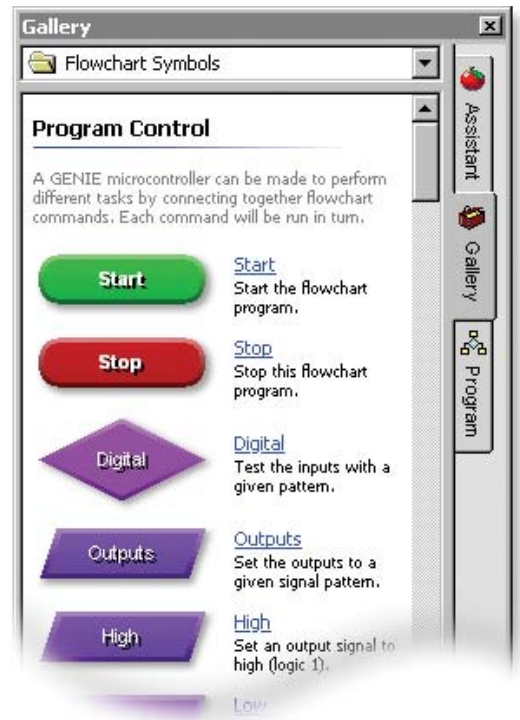 Gallery
Flowchart Symbols
Program Control
A GENIE microcontroller can be made to perform
different tasks by connecting together flowchart
commands. Each command will be run in turn.
Start
Start
Start the flowchart
program.
Stop
Stop
Stop this flowchart
program.
Digital
Digital
Test the inputs with a
given pattern.
Outputs
Outputs
Set the outputs to a
given signal pattern.
High
High
Set an output signal to
high (logic 1).
Low
Assistant
Gallery
Program